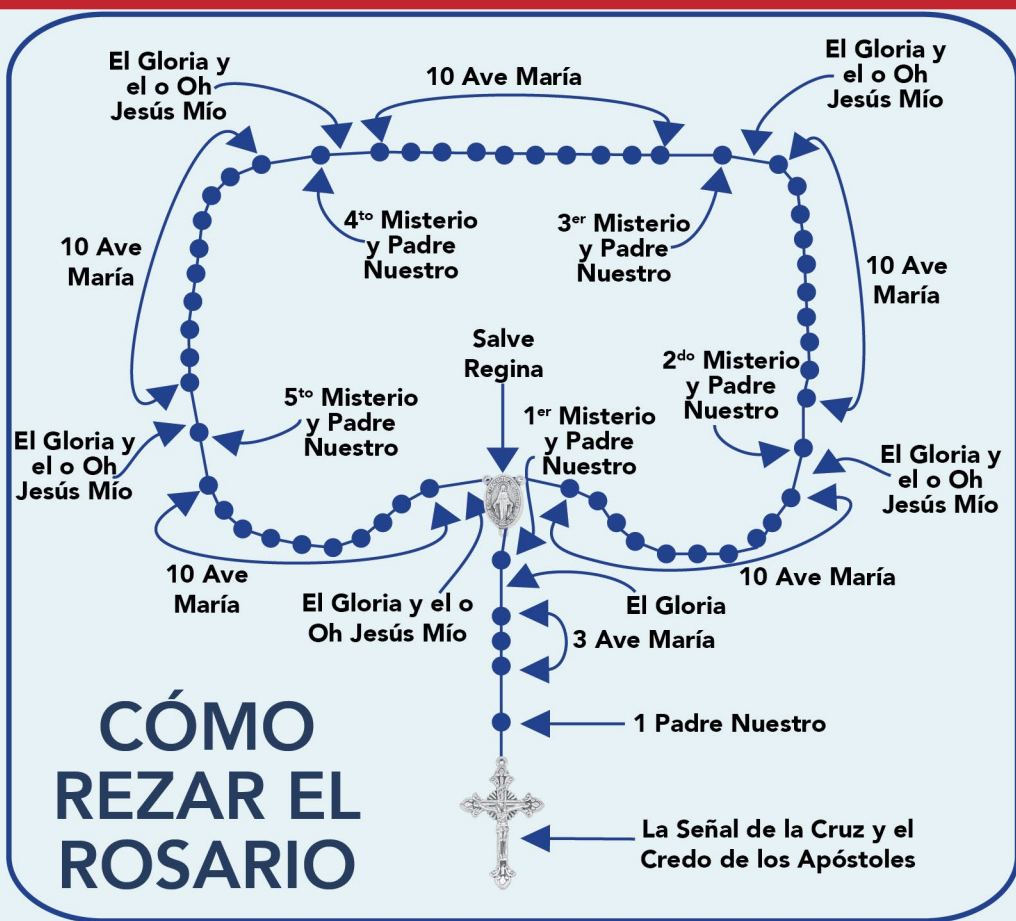 El Gloria y
el o Oh
Jesús Mío
10 Ave María
El Gloria y
el o Oh
Jesús Mío
10 Ave
María
4to Misterio
y Padre
Nuestro
3er Misterio
y Padre
Nuestro
10 Ave
María
Salve
Regina
2do Misterio
y Padre
Nuestro
5to Misterio
y Padre
Nuestro
1er Misterio
y Padre
Nuestro
El Gloria y
el o Oh
Jesús Mío
El Gloria y
el o Oh
Jesús Mío
10 Ave
María
10 Ave María
El Gloria y el o
Oh Jesús Mío
El Gloria
3 Ave María
1 Padre Nuestro
CÓMO
REZAR EL
ROSARIO
La Señal de la Cruz y el
Credo de los Apóstoles